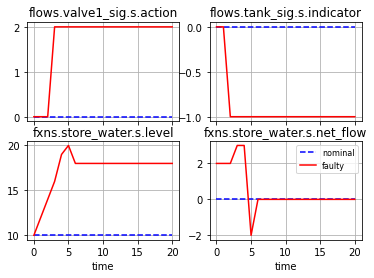 flows.valve1_sig.s.action
flows.tank_sig.s.indicator
2
1
0
0.0
−0.5
−1.0
fxns.store_water.s.level
fxns.store_water.s.net_flow
20
15
10
2
0
−2
nominal
faulty
0 5 10 15 20
0 5 10 15 20
time
time